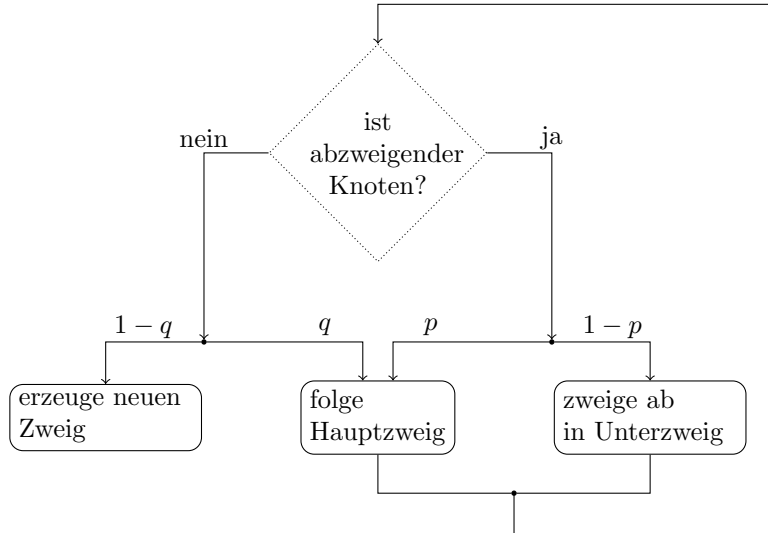 ist
abzweigender
Knoten?
nein
ja
1 − q
q
p
1 − p
erzeuge neuen
Zweig
folge
Hauptzweig
zweige ab
in Unterzweig